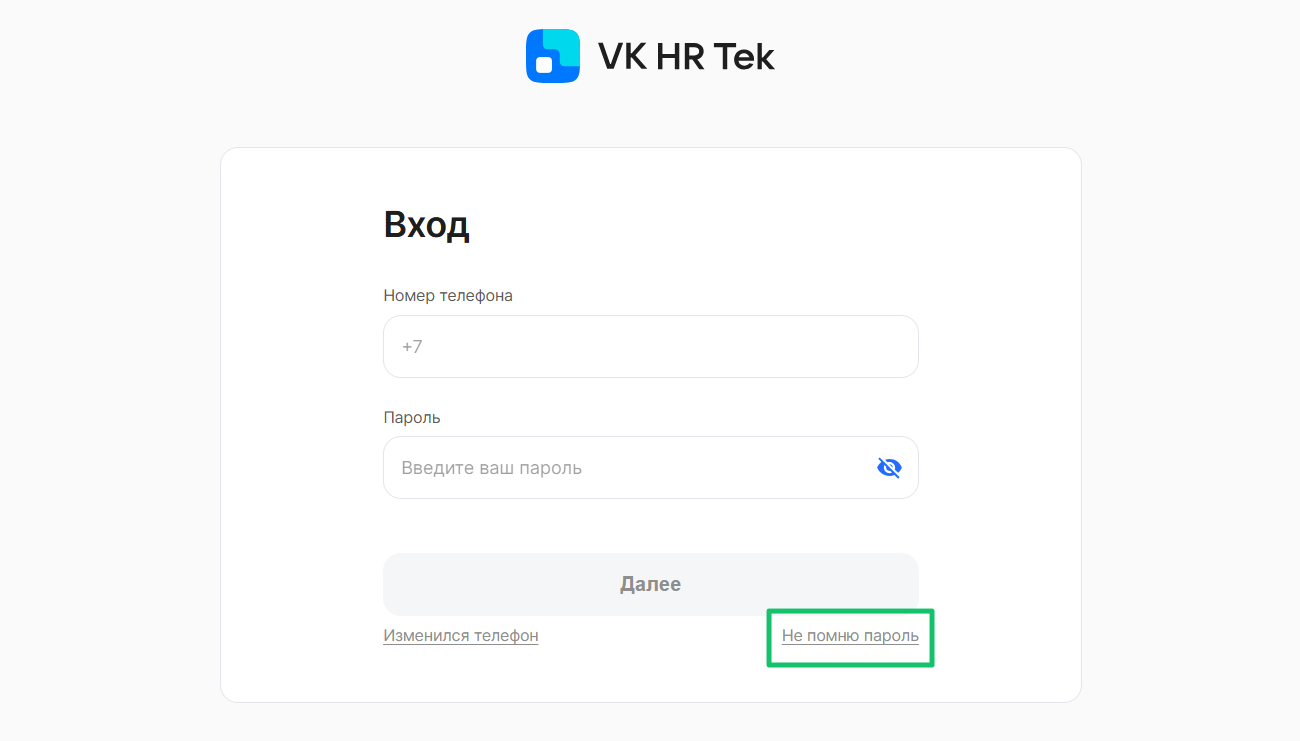 VK HR Tek
Вход
Номер телефона
+7
Пароль
Введите ваш пароль
Далее
Изменился телефон
Не помню пароль